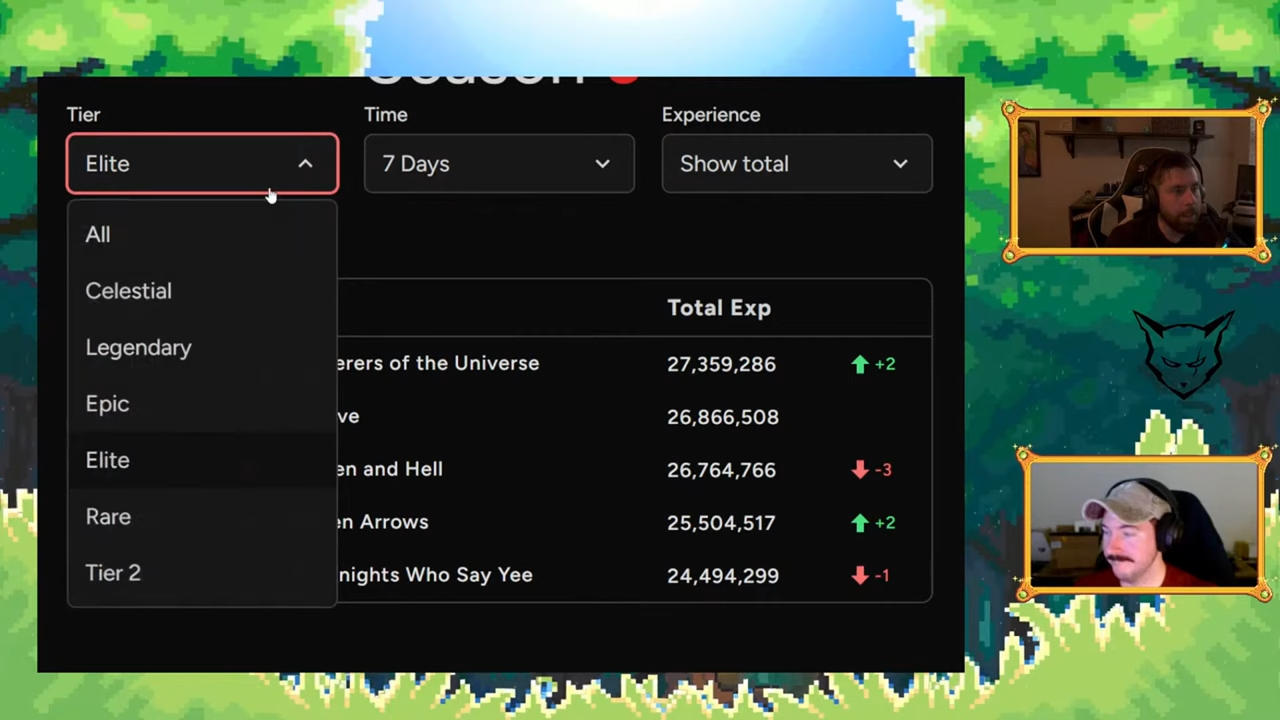 Tier
Time
Experience
Elite
7 Days
Show total
All
Celestial
Legendary
Epic
Elite
Rare
Tier 2
Total Exp
erers of the Universe 27,359,286 +2
ve 26,866,508
en and Hell 26,764,766 -3
en Arrows 25,504,517 +2
nights Who Say Yee 24,494,299 -1